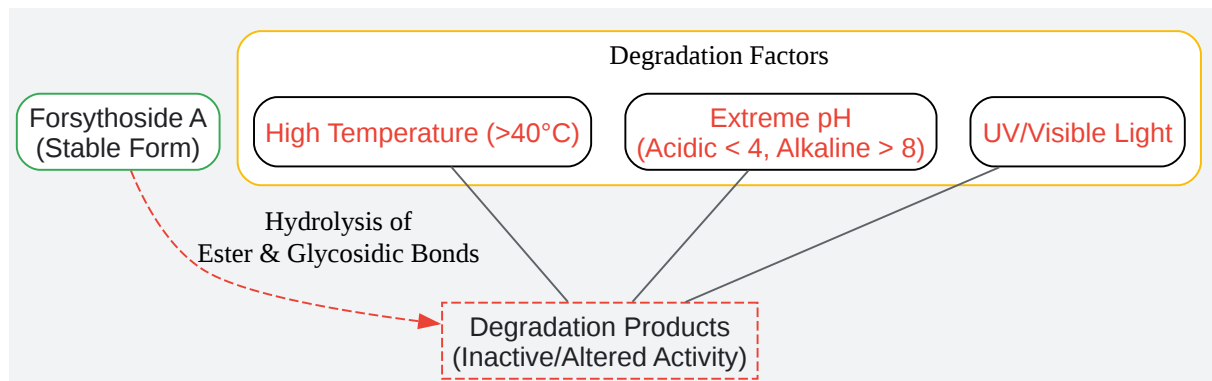 Degradation Factors
Forsythoside A
(Stable Form)
High Temperature (>40°C)
Extreme pH
(Acidic < 4, Alkaline > 8)
UV/Visible Light
Hydrolysis of
Ester & Glycosidic Bonds
Degradation Products
(Inactive/Altered Activity)